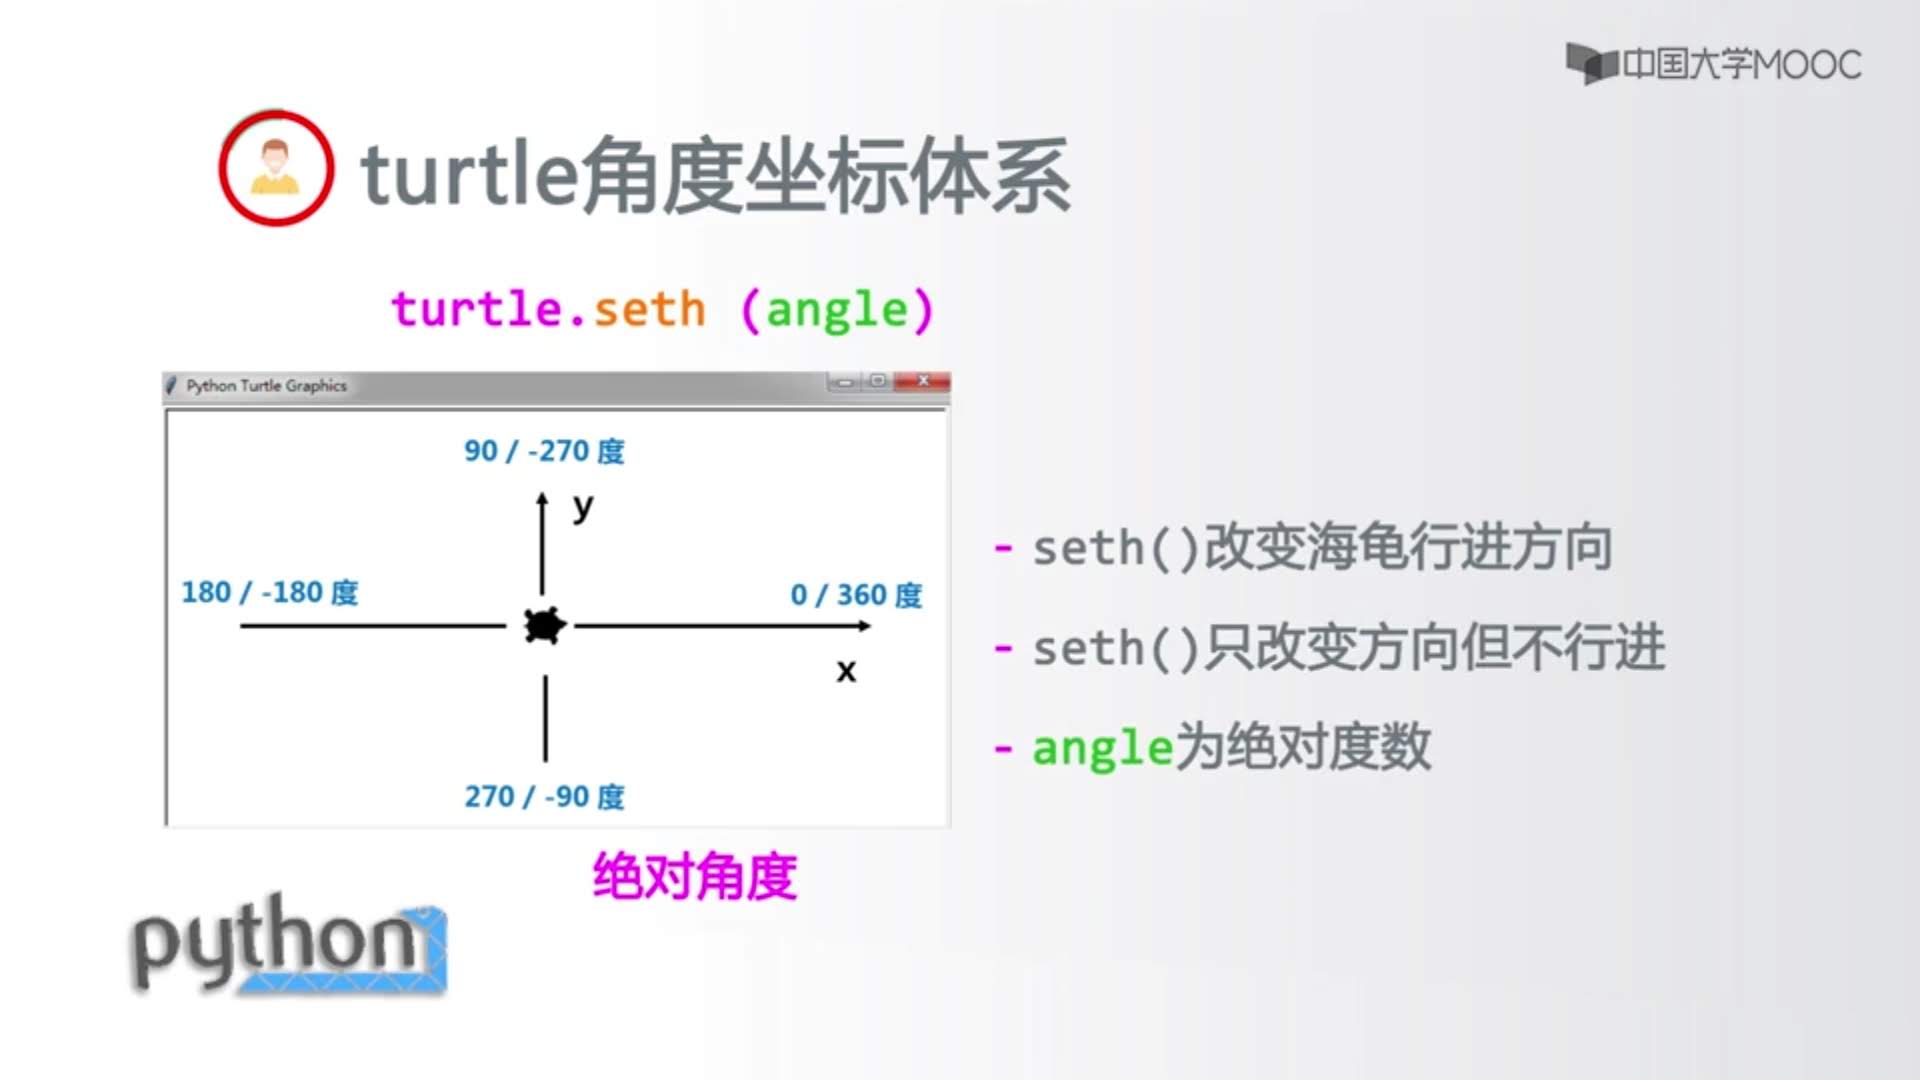 中国大学MOOC
turtle角度坐标体系
turtle.seth (angle)
Python Turtle Graphics
90 / -270 度
y
180 / -180 度
0 / 360 度
x
270 / -90 度
绝对角度
- seth()改变海龟行进方向
- seth()只改变方向但不行进
- angle为绝对度数
python